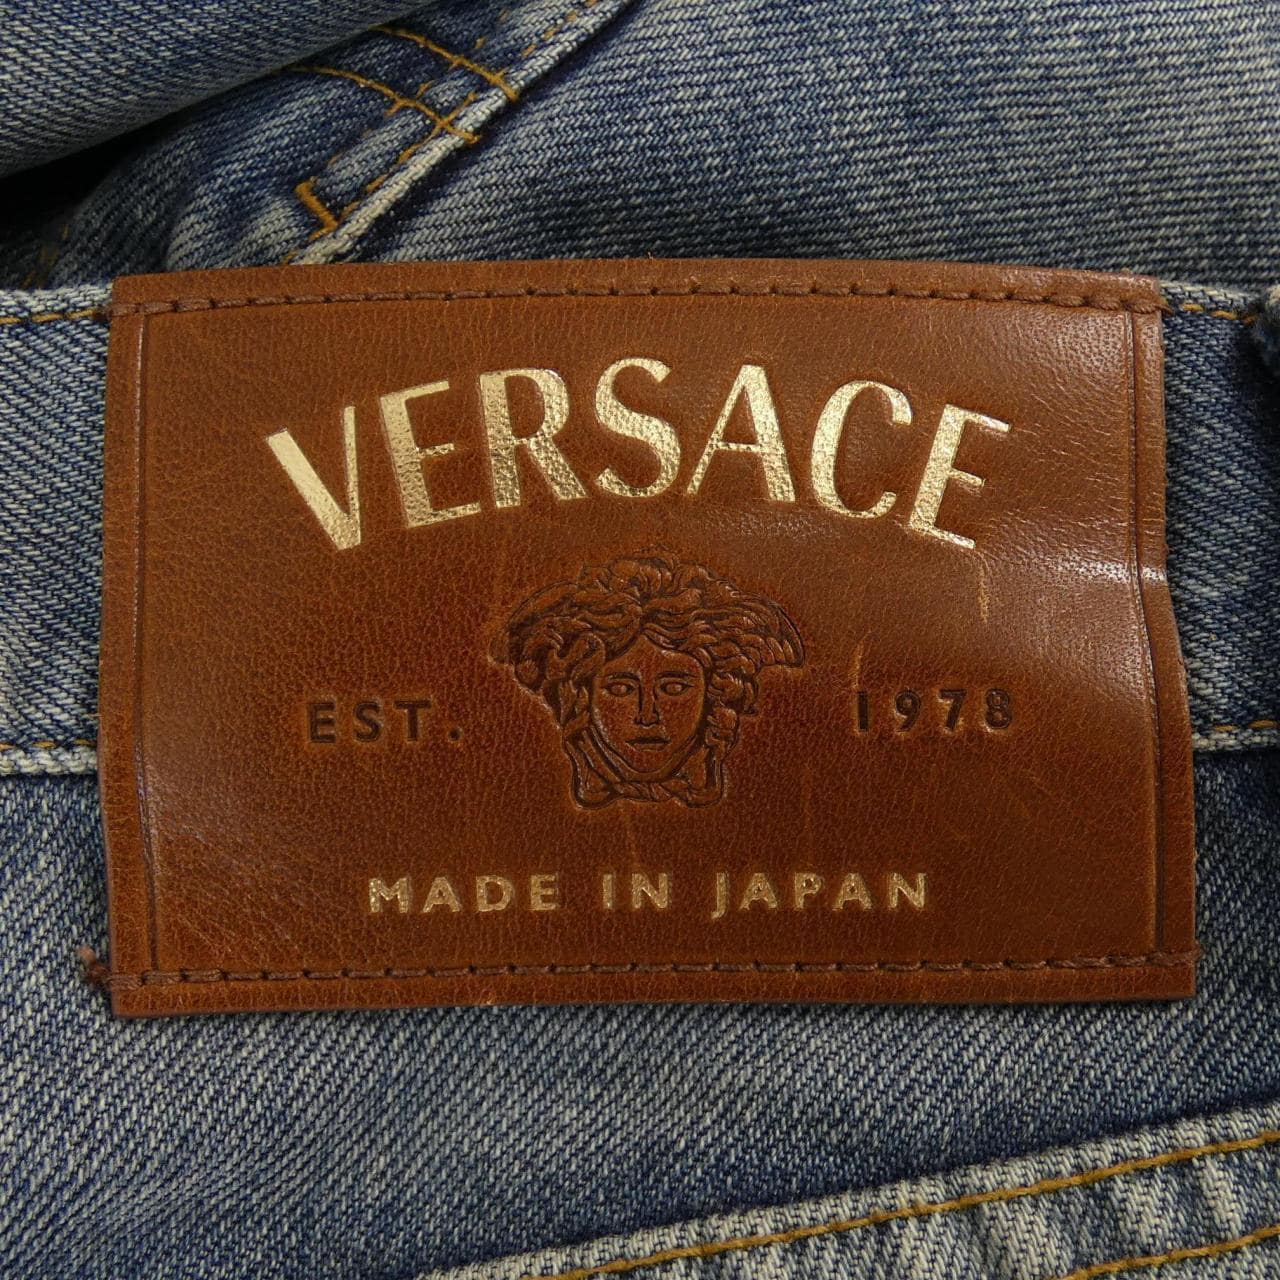 VERSACE
EST. 1978
MADE IN JAPAN